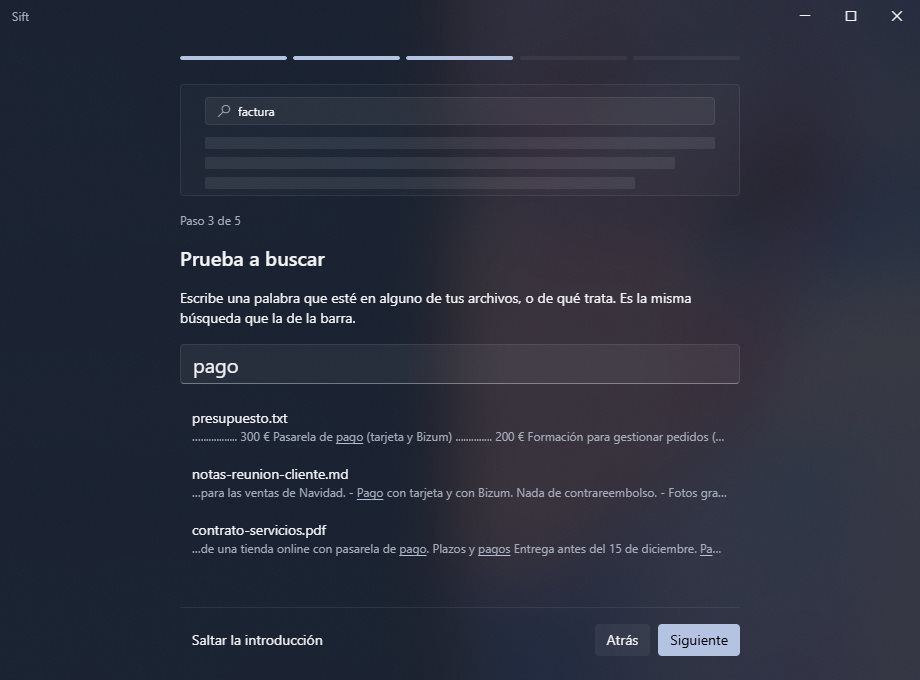 Sift
factura
Paso 3 de 5
Prueba a buscar
Escribe una palabra que esté en alguno de tus archivos, o de qué trata. Es la misma
búsqueda que la de la barra.
pago
presupuesto.txt
................. 300 € Pasarela de pago (tarjeta y Bizum) .............. 200 € Formación para gestionar pedidos (...
notas-reunion-cliente.md
...para las ventas de Navidad. - Pago con tarjeta y con Bizum. Nada de contrareembolso. - Fotos gra...
contrato-servicios.pdf
...de una tienda online con pasarela de pago. Plazos y pagos Entrega antes del 15 de diciembre. Pa...
Saltar la introducción
Atrás
Siguiente